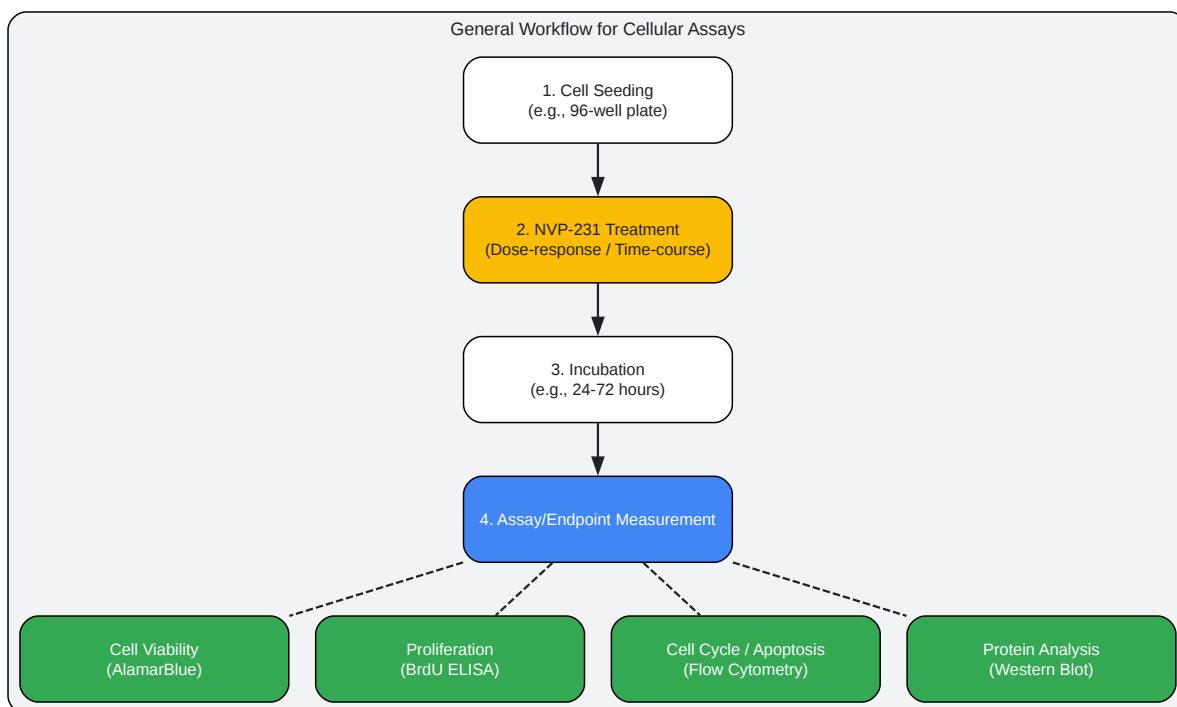 General Workflow for Cellular Assays
1. Cell Seeding
(e.g., 96-well plate)
2. NVP-231 Treatment
(Dose-response / Time-course)
3. Incubation
(e.g., 24-72 hours)
4. Assay/Endpoint Measurement
Cell Viability
(AlamarBlue)
Proliferation
(BrdU ELISA)
Cell Cycle / Apoptosis
(Flow Cytometry)
Protein Analysis
(Western Blot)